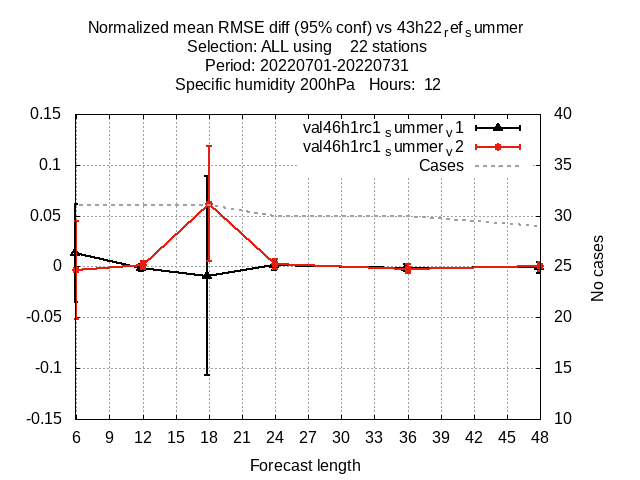 Normalized mean RMSE diff (95% conf) vs 43h22refsummer
Selection: ALL using 22 stations
Period: 20220701-20220731
Specific humidity 200hPa Hours: 12
val46h1rc1summerv1
val46h1rc1summerv2
Cases
0.15 40
0.1 35
0.05 30
0 25
-0.05 20
-0.1 15
-0.15 10
No cases
6 9 12 15 18 21 24 27 30 33 36 39 42 45 48
Forecast length